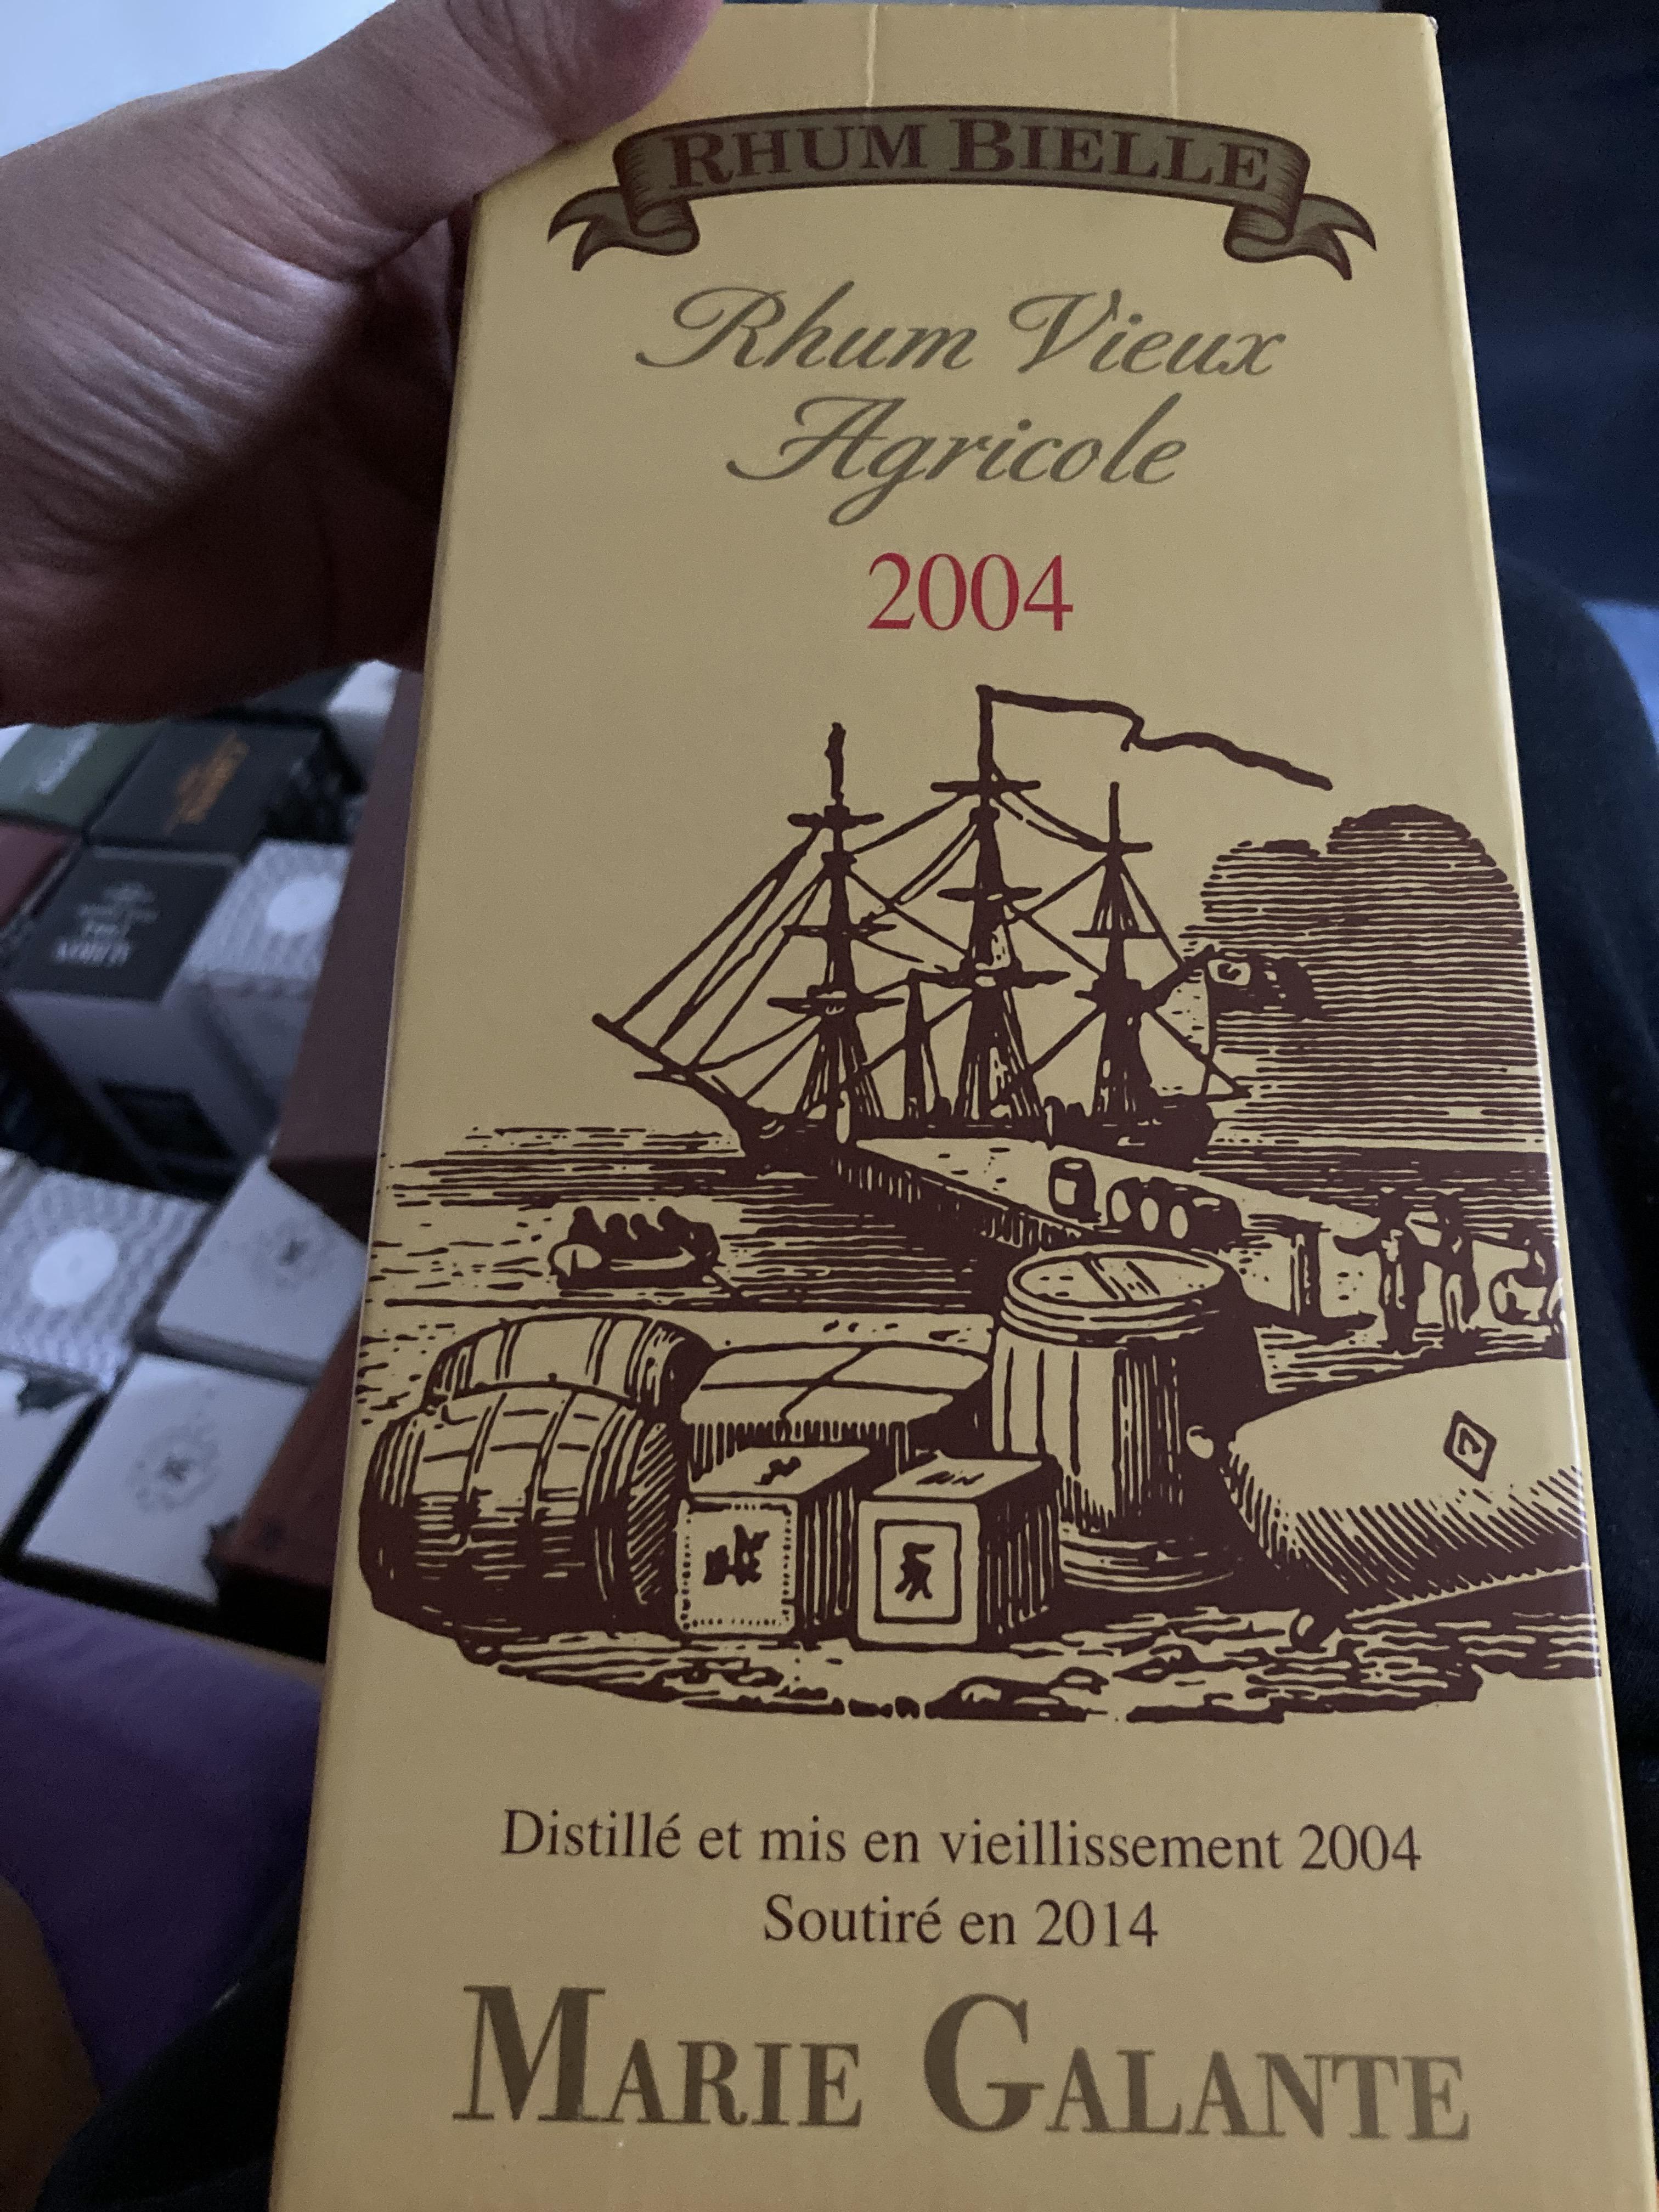 RHUM BIELLE
Rhum Vieux
Agricole
2004
Distillé et mis en vieillissement 2004
Soutiré en 2014
MARIE GALANTE